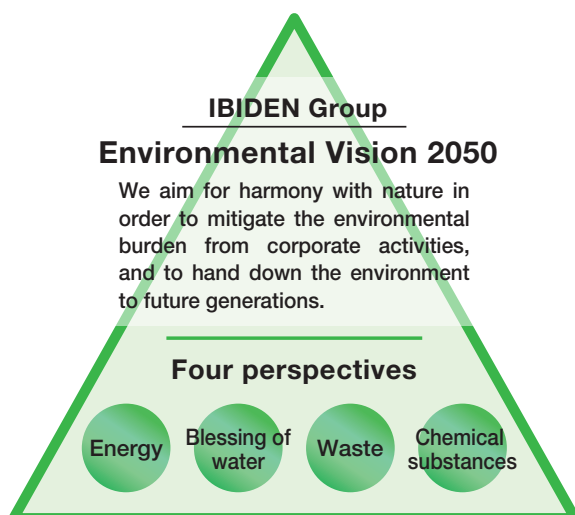 IBIDEN Group
Environmental Vision 2050
We aim for harmony with nature in
order to mitigate the environmental
burden from corporate activities,
and to hand down the environment
to future generations.
Four perspectives
Energy
Blessing of
water
Waste
Chemical
substances